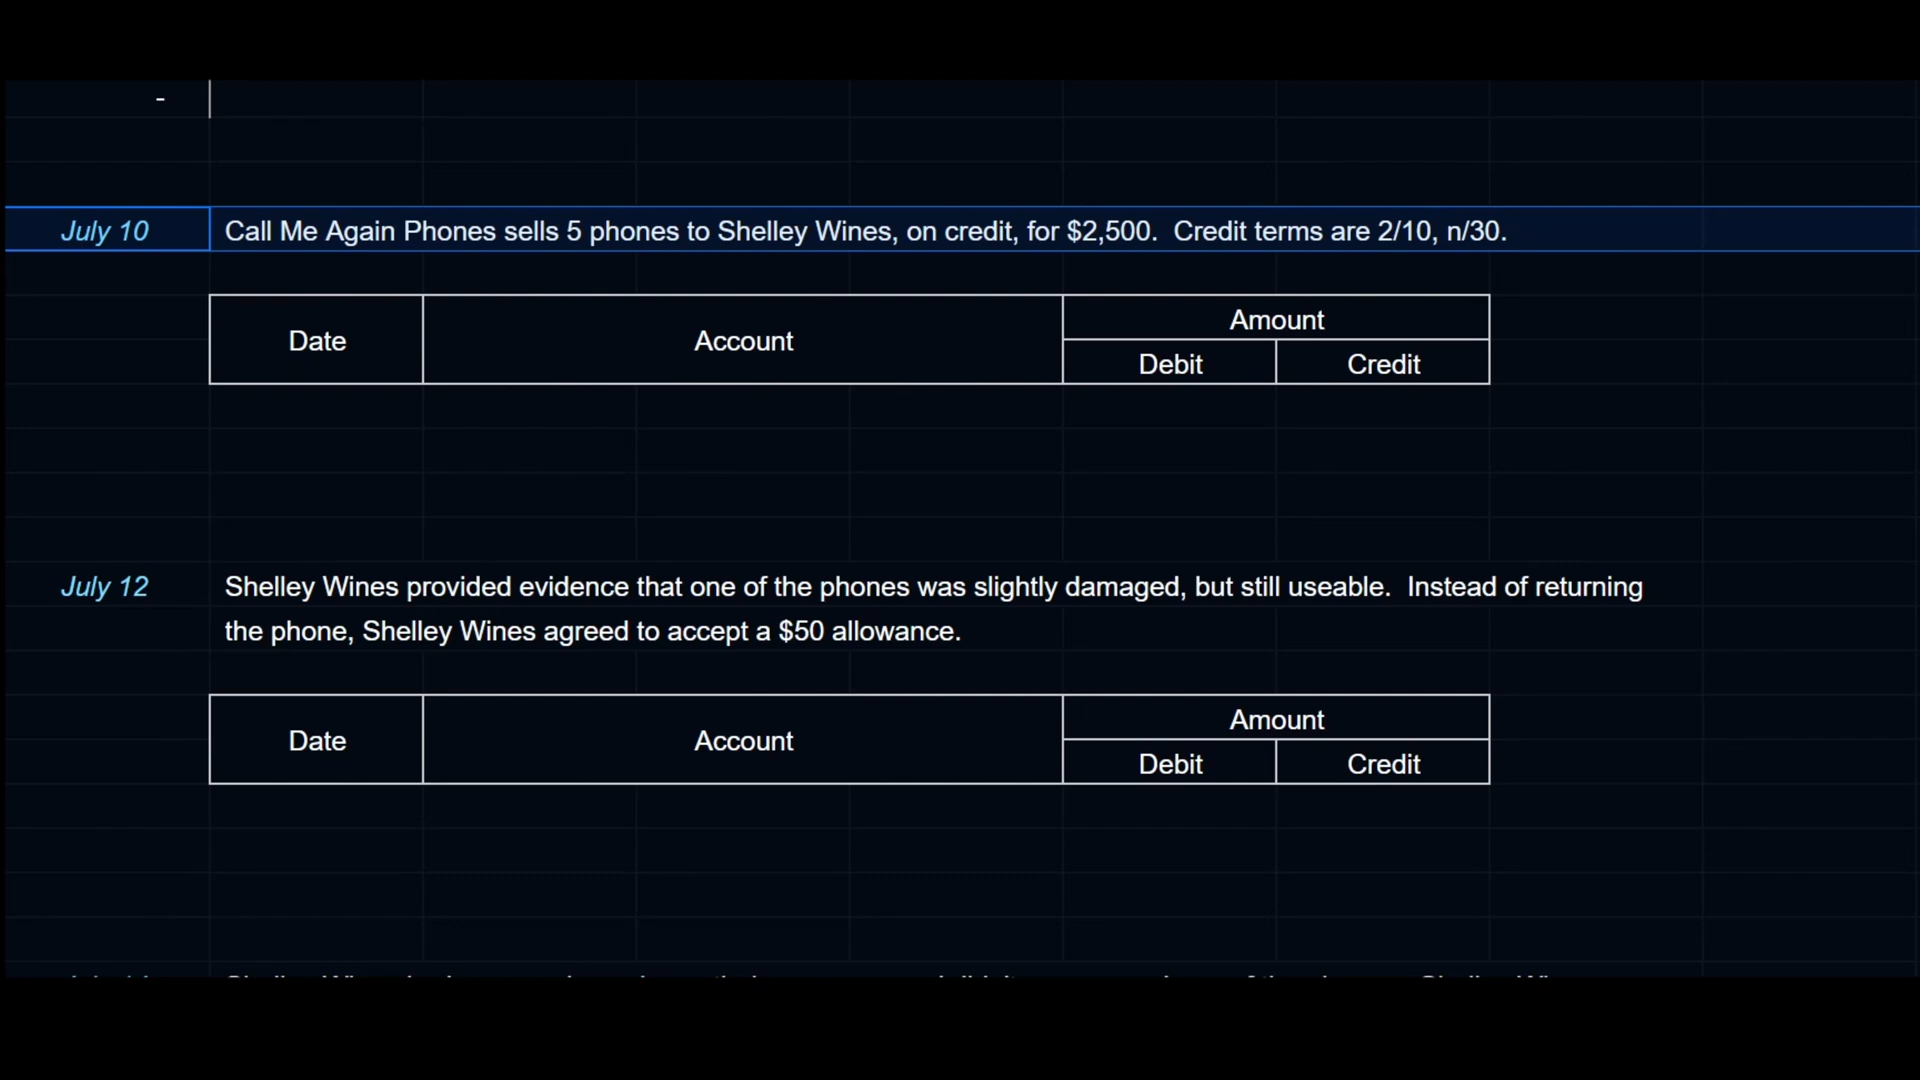 -
July 10 Call Me Again Phones sells 5 phones to Shelley Wines, on credit, for $2,500. Credit terms are 2/10, n/30.
Date Account Amount
Debit Credit
July 12 Shelley Wines provided evidence that one of the phones was slightly damaged, but still useable. Instead of returning
the phone, Shelley Wines agreed to accept a $50 allowance.
Date Account Amount
Debit Credit